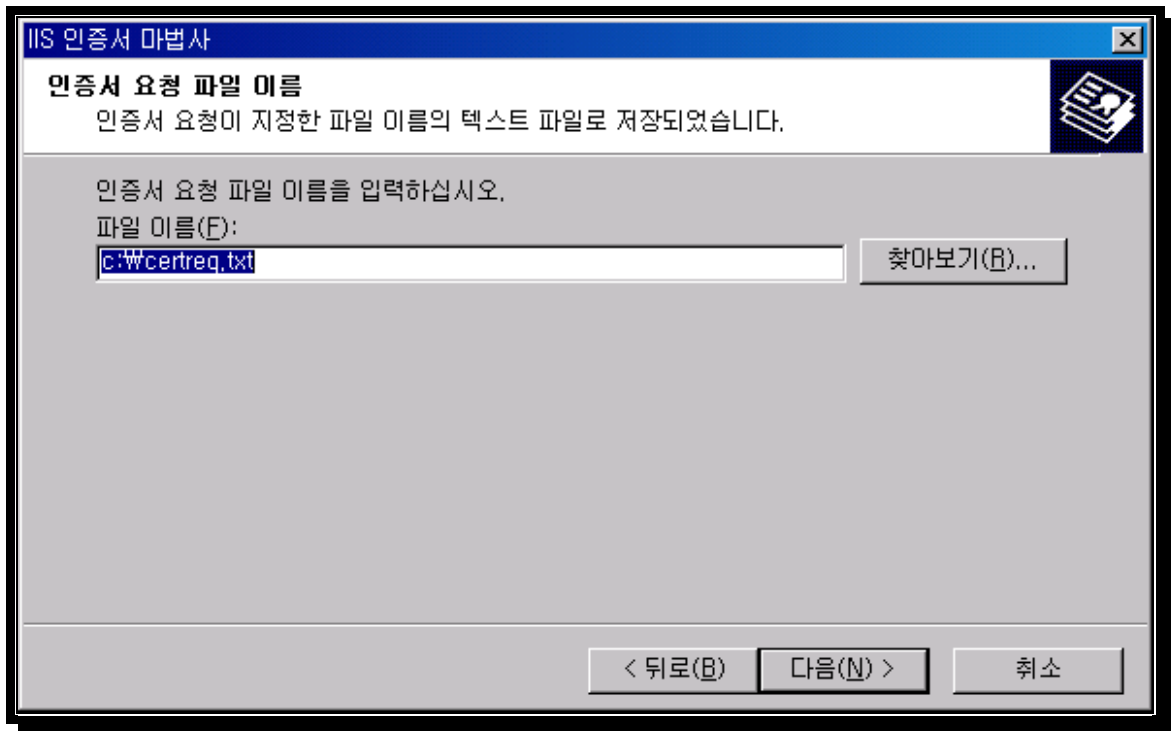 IIS 인증서 마법사
인증서 요청 파일 이름
인증서 요청이 지정한 파일 이름의 텍스트 파일로 저장되었습니다.
인증서 요청 파일 이름을 입력하십시오.
파일 이름(F):
c:₩certreq.txt
찾아보기(R)...
< 뒤로(B)
다음(N) >
취소